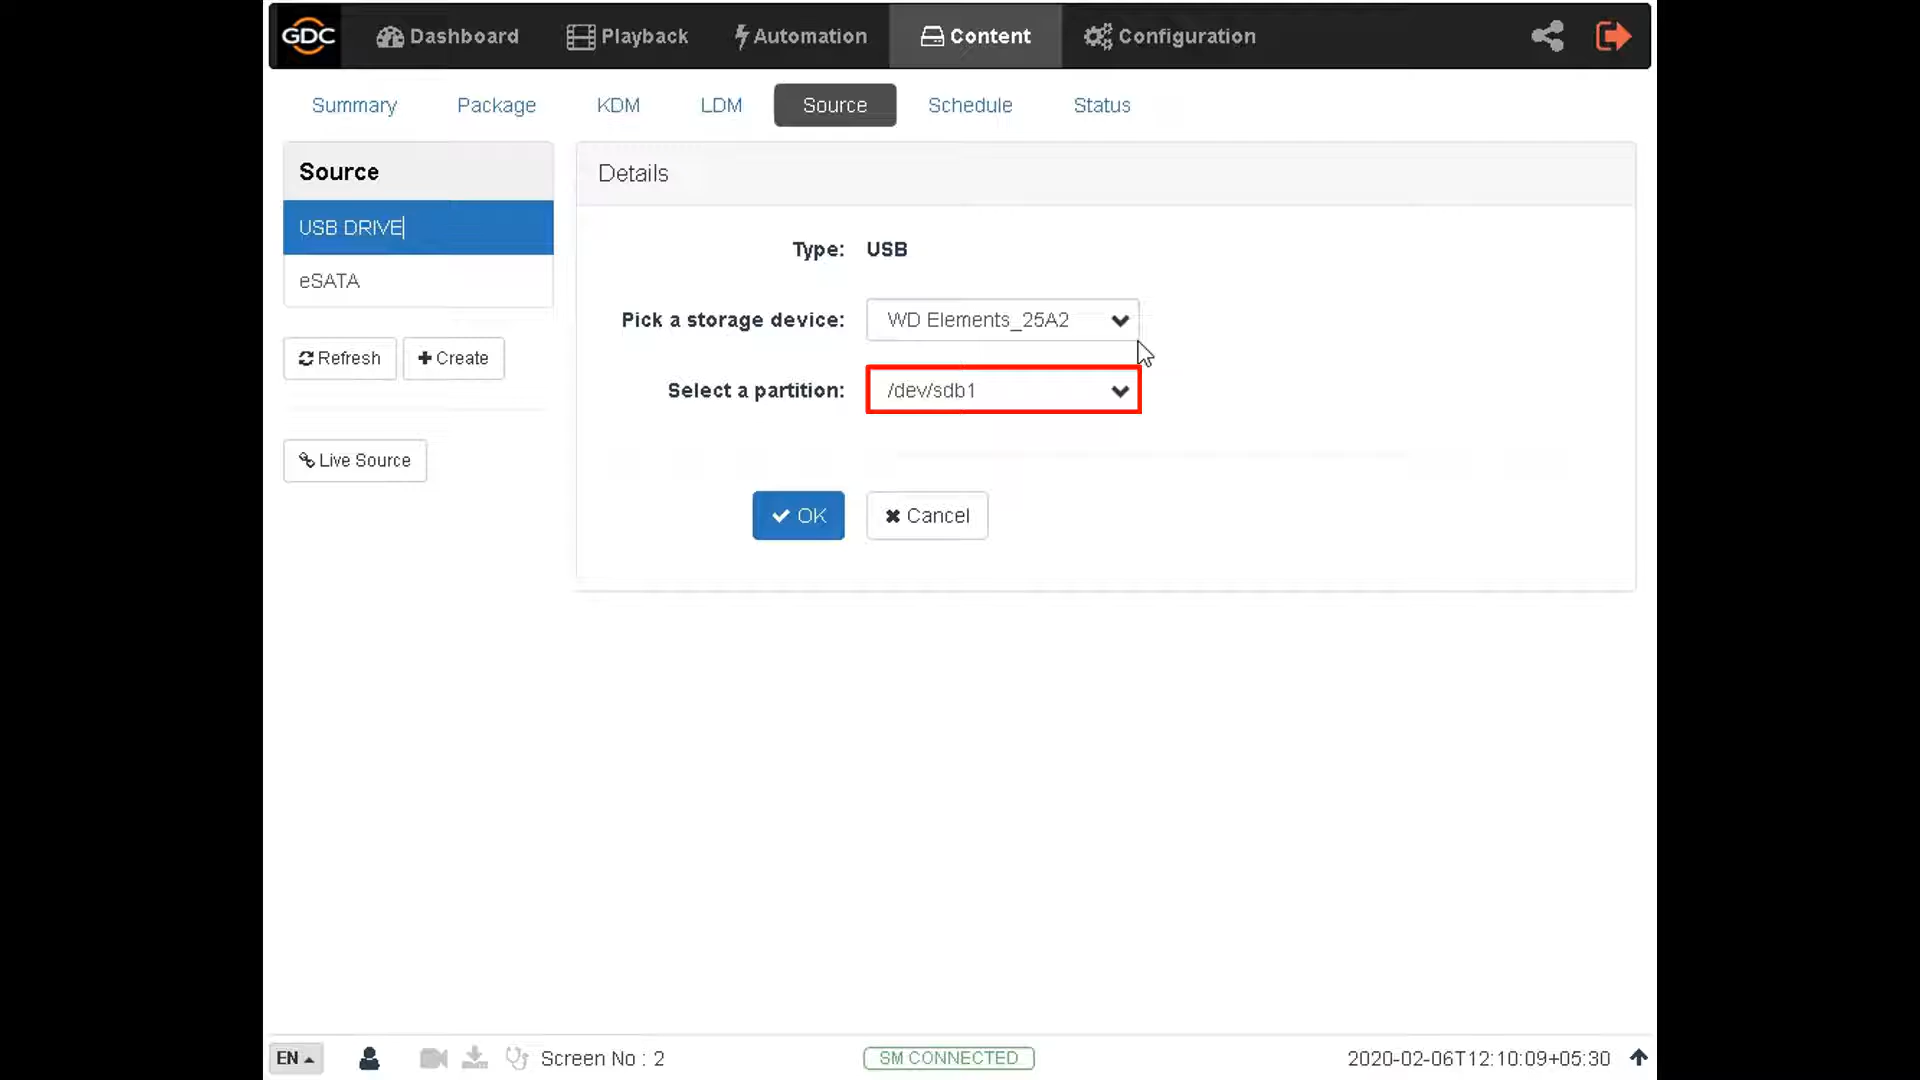 GDC Dashboard Playback Automation Content Configuration
Summary Package KDM LDM Source Schedule Status
Source
USB DRIVE
eSATA
Refresh Create
Live Source
Details
Type: USB
Pick a storage device: WD Elements_25A2
Select a partition: /dev/sdb1
OK Cancel
EN Screen No : 2 SM CONNECTED 2020-02-06T12:10:09+05:30